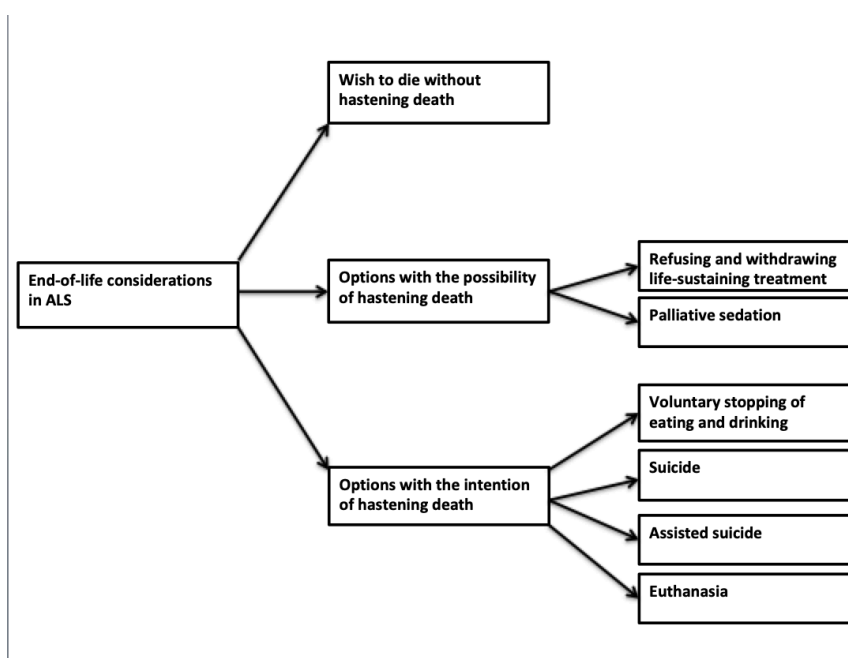 Wish to die without
hastening death
End-of-life considerations
in ALS
Options with the possibility
of hastening death
Refusing and withdrawing
life-sustaining treatment
Palliative sedation
Options with the intention
of hastening death
Voluntary stopping of
eating and drinking
Suicide
Assisted suicide
Euthanasia